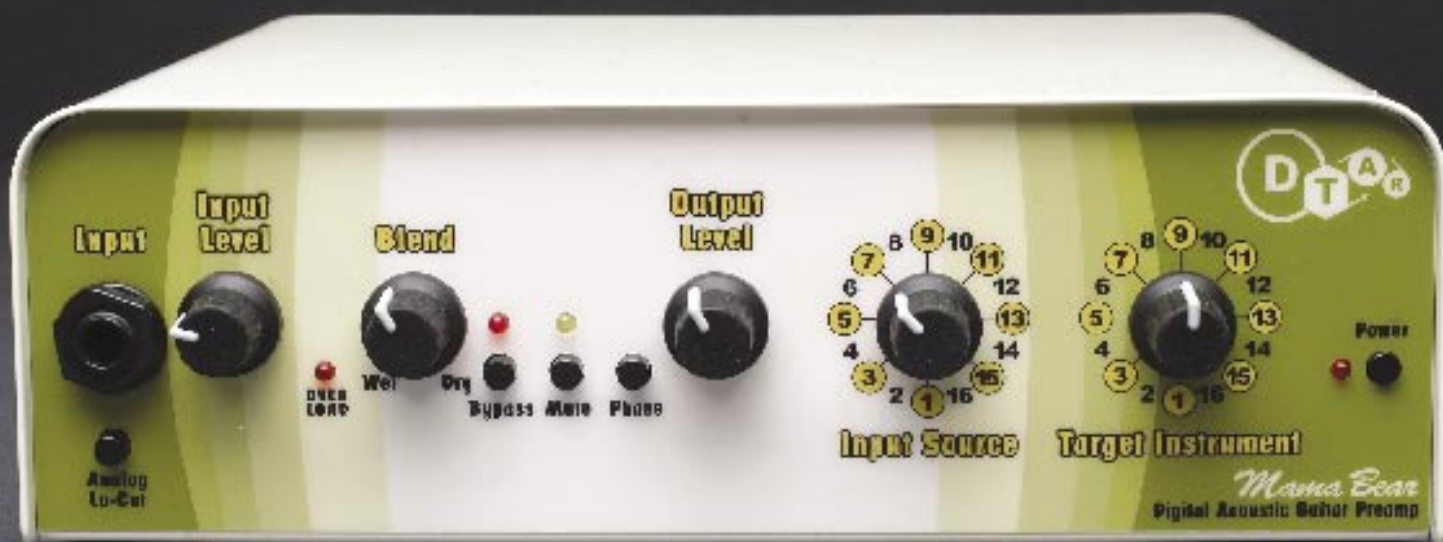 D T A R
Input
Input
Level
Blend
Output
Level
OVER
LOAD
Wet
Dry
Bypass
Mute
Phase
Analog
Lo-Cut
1
2
3
4
5
6
7
8
9
10
11
12
13
14
15
16
Input Source
1
2
3
4
5
6
7
8
9
10
11
12
13
14
15
16
Target Instrument
Power
Mama Bear
Digital Acoustic Guitar Preamp